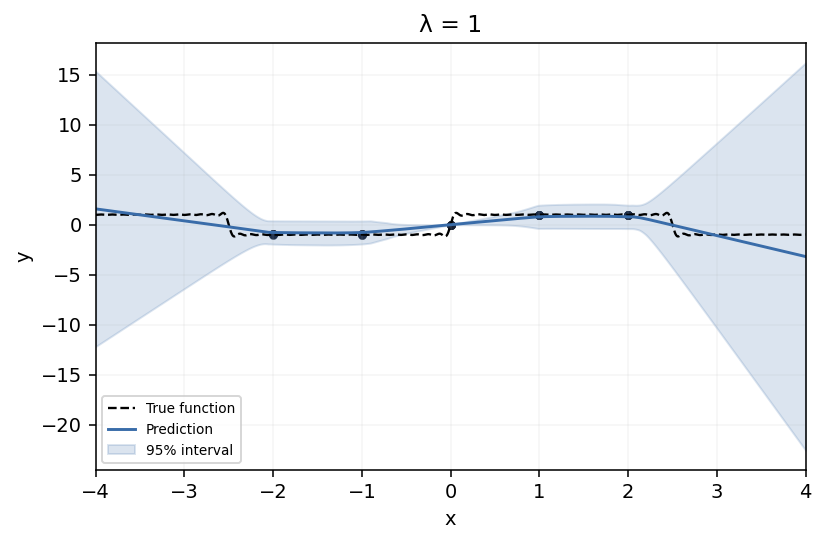 λ = 1
15
10
5
0
−5
−10
−15
−20
y
True function
Prediction
95% interval
−4 −3 −2 −1 0 1 2 3 4
x